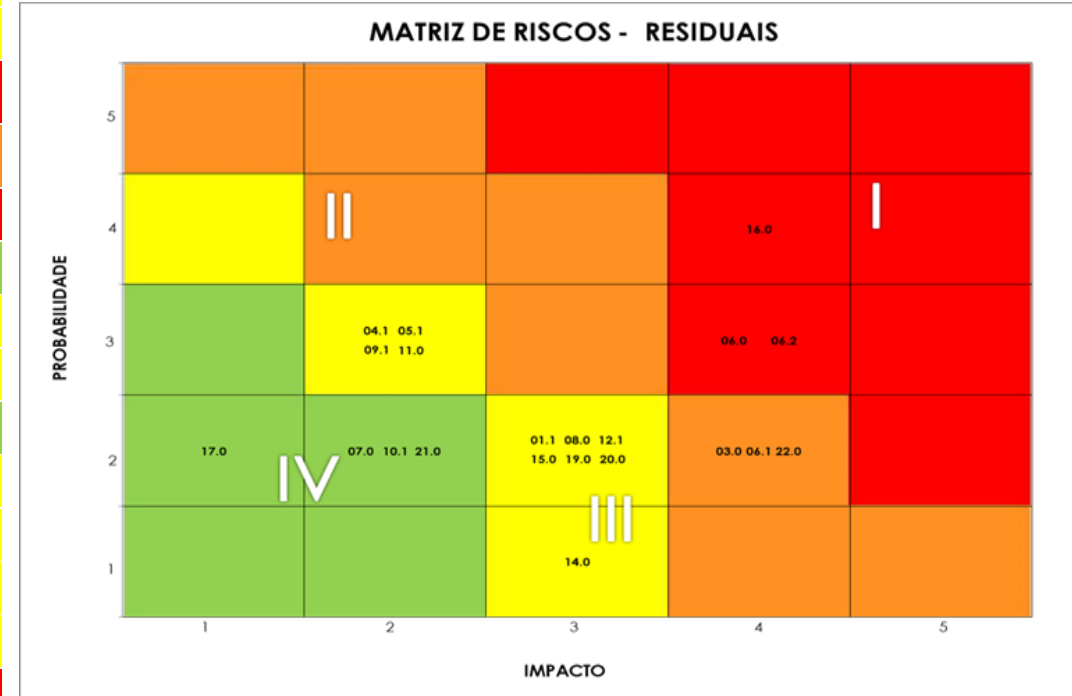 MATRIZ DE RISCOS - RESIDUAIS
5
I
II
4
16.0
PROBABILIDADE
04.1 05.1
3
06.0 06.2
09.1 11.0
01.1 08.0 12.1
17.0
07.0 10.1 21.0
03.0 06.1 22.0
2
15.0 19.0 20.0
IV
III
14.0
1
1 2 3 4 5
IMPACTO